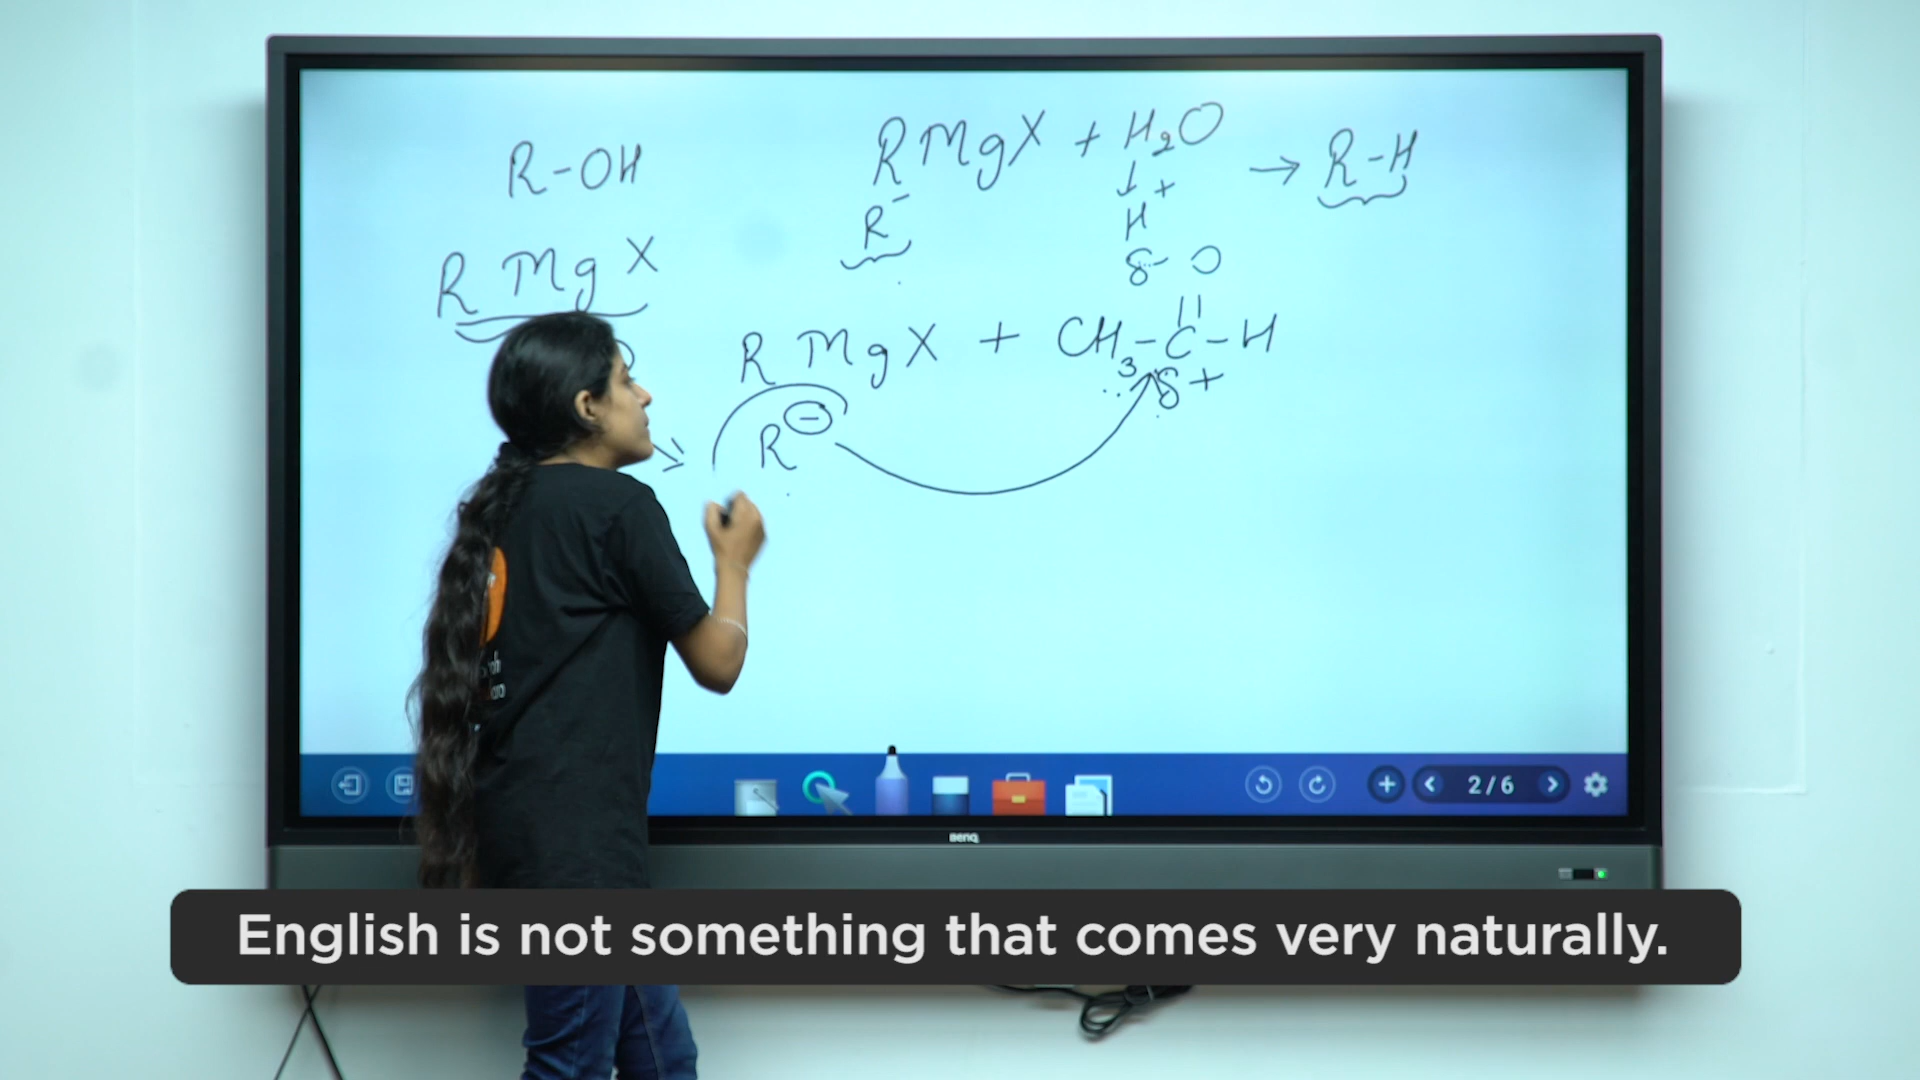 R-OH
RMgX + H₂O → R-H
R⁻
H⁺
RMgX
δ- O
RMgX + CH₃-C-H
δ+
R⊖
2/6
BenQ
English is not something that comes very naturally.